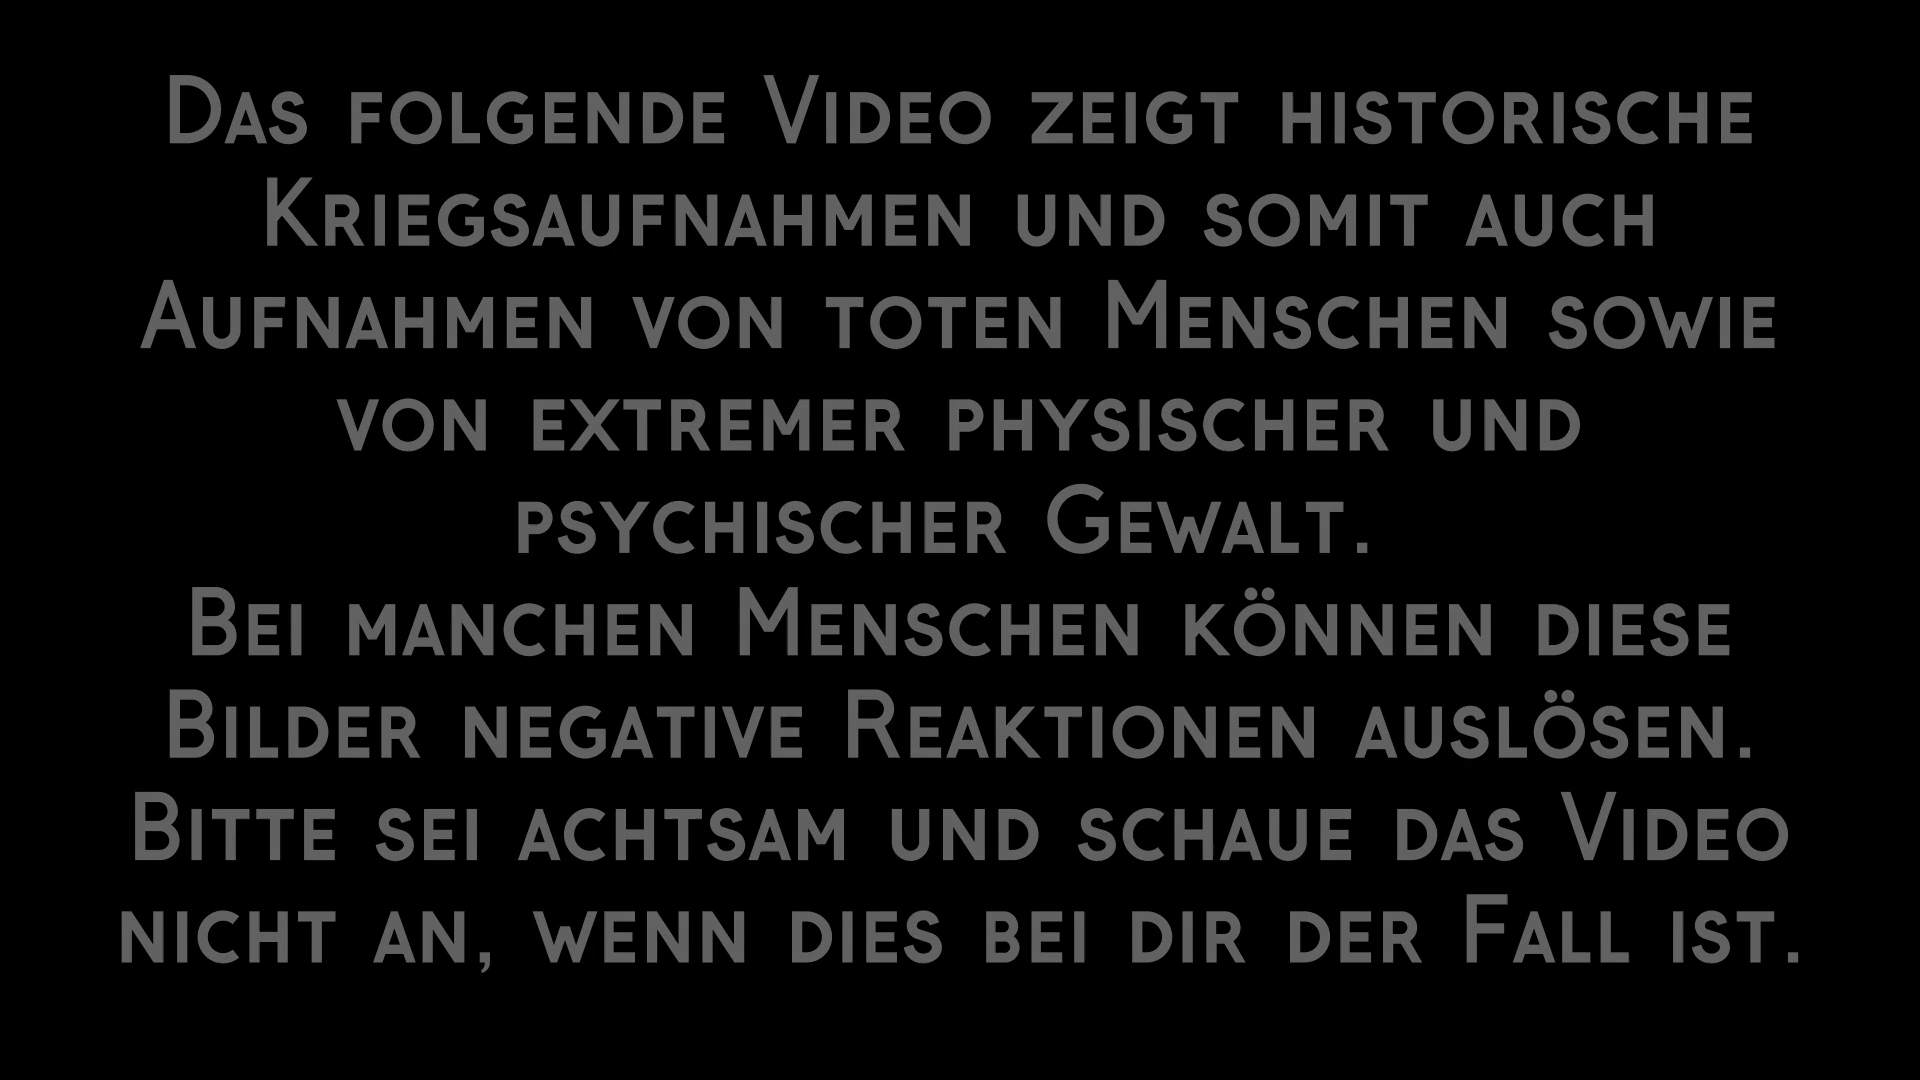 Das folgende Video zeigt historische
Kriegsaufnahmen und somit auch
Aufnahmen von toten Menschen sowie
von extremer physischer und
psychischer Gewalt.
Bei manchen Menschen können diese
Bilder negative Reaktionen auslösen.
Bitte sei achtsam und schaue das Video
nicht an, wenn dies bei dir der Fall ist.